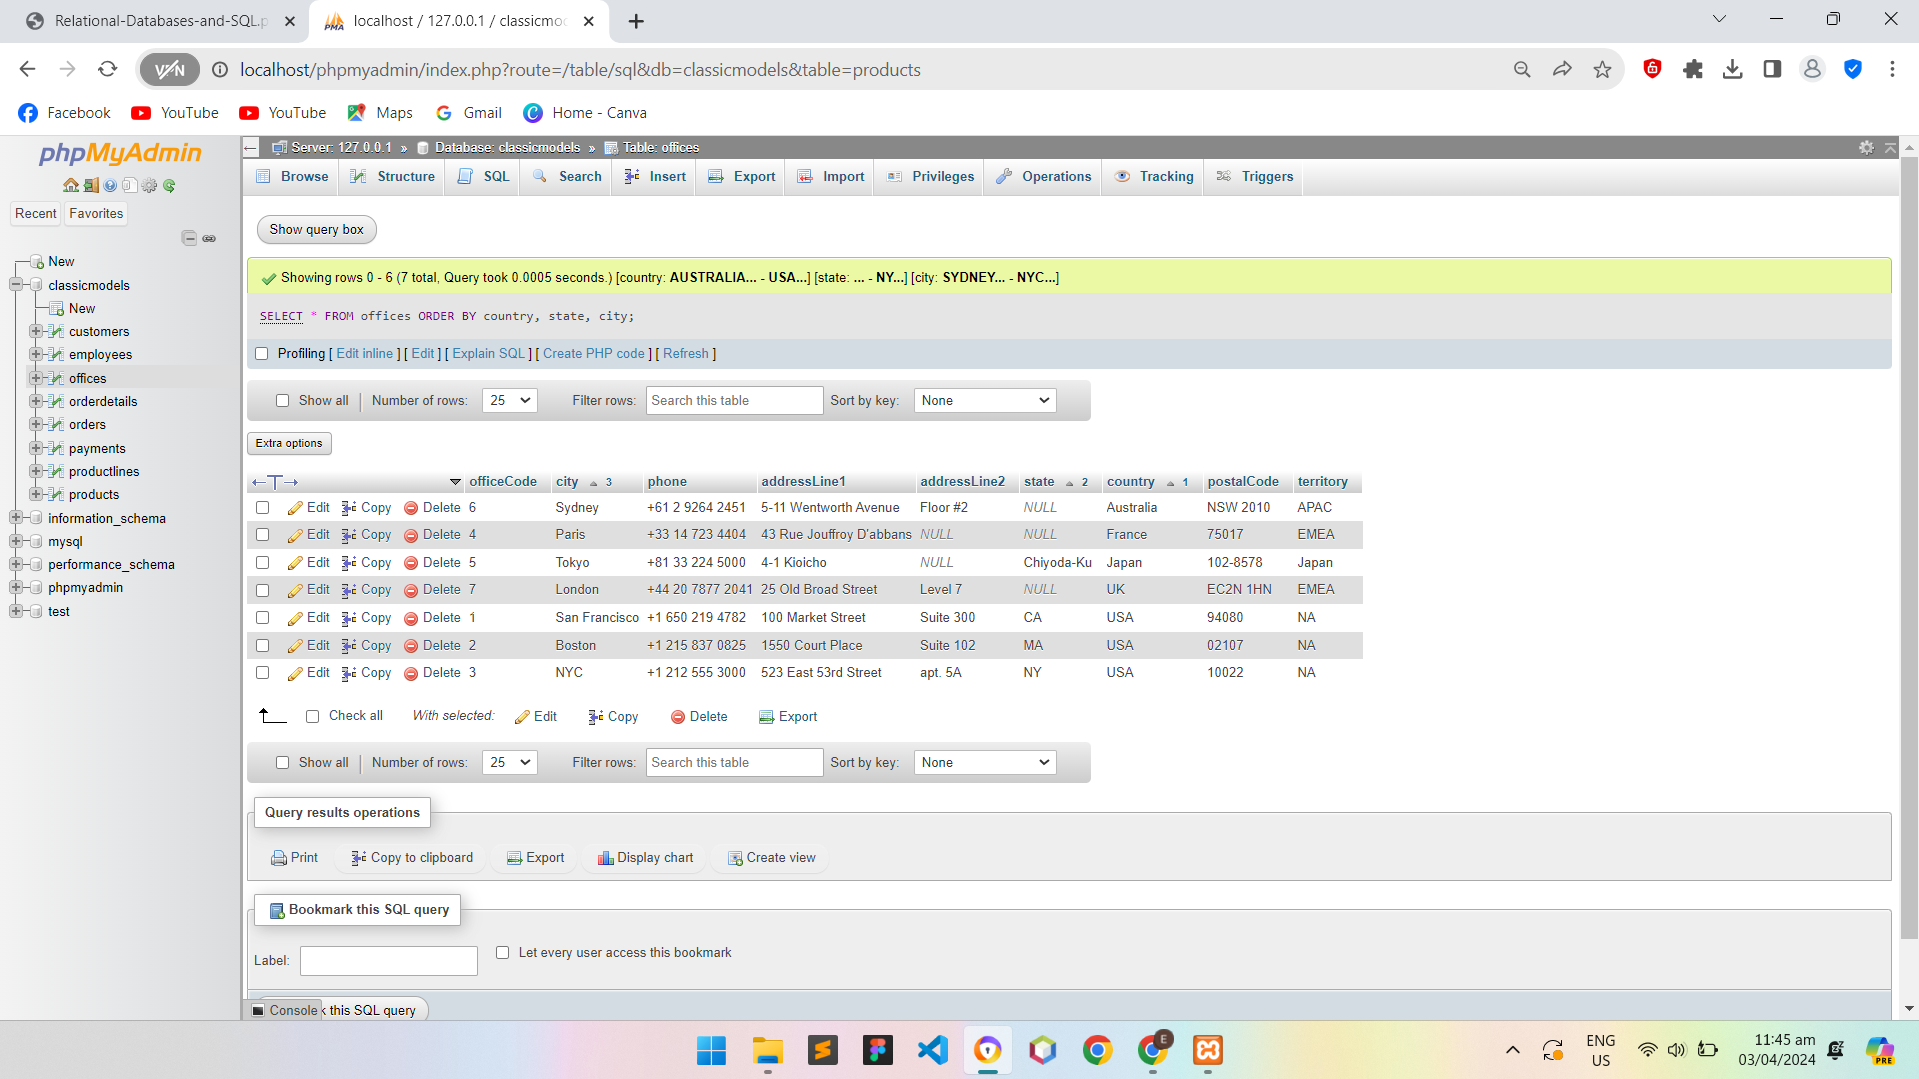 Relational-Databases-and-SQL.p
localhost / 127.0.0.1 / classicmo
VPN
localhost/phpmyadmin/index.php?route=/table/sql&db=classicmodels&table=products
Facebook YouTube YouTube Maps Gmail Home - Canva
phpMyAdmin
Recent Favorites
New
classicmodels
New
customers
employees
offices
orderdetails
orders
payments
productlines
products
information_schema
mysql
performance_schema
phpmyadmin
test
Server: 127.0.0.1 » Database: classicmodels » Table: offices
Browse Structure SQL Search Insert Export Import Privileges Operations Tracking Triggers
Show query box
Showing rows 0 - 6 (7 total, Query took 0.0005 seconds.) [country: AUSTRALIA... - USA...] [state: ... - NY...] [city: SYDNEY... - NYC...]
SELECT * FROM offices ORDER BY country, state, city;
Profiling [ Edit inline ] [ Edit ] [ Explain SQL ] [ Create PHP code ] [ Refresh ]
Show all Number of rows: 25 Filter rows: Search this table Sort by key: None
Extra options
officeCode city 3 phone addressLine1 addressLine2 state 2 country 1 postalCode territory
Edit Copy Delete 6 Sydney +61 2 9264 2451 5-11 Wentworth Avenue Floor #2 NULL Australia NSW 2010 APAC
Edit Copy Delete 4 Paris +33 14 723 4404 43 Rue Jouffroy D'abbans NULL NULL France 75017 EMEA
Edit Copy Delete 5 Tokyo +81 33 224 5000 4-1 Kioicho NULL Chiyoda-Ku Japan 102-8578 Japan
Edit Copy Delete 7 London +44 20 7877 2041 25 Old Broad Street Level 7 NULL UK EC2N 1HN EMEA
Edit Copy Delete 1 San Francisco +1 650 219 4782 100 Market Street Suite 300 CA USA 94080 NA
Edit Copy Delete 2 Boston +1 215 837 0825 1550 Court Place Suite 102 MA USA 02107 NA
Edit Copy Delete 3 NYC +1 212 555 3000 523 East 53rd Street apt. 5A NY USA 10022 NA
Check all With selected: Edit Copy Delete Export
Show all Number of rows: 25 Filter rows: Search this table Sort by key: None
Query results operations
Print Copy to clipboard Export Display chart Create view
Bookmark this SQL query
Label: Let every user access this bookmark
Console k this SQL query
E
ENG
US
11:45 am
03/04/2024
PRE